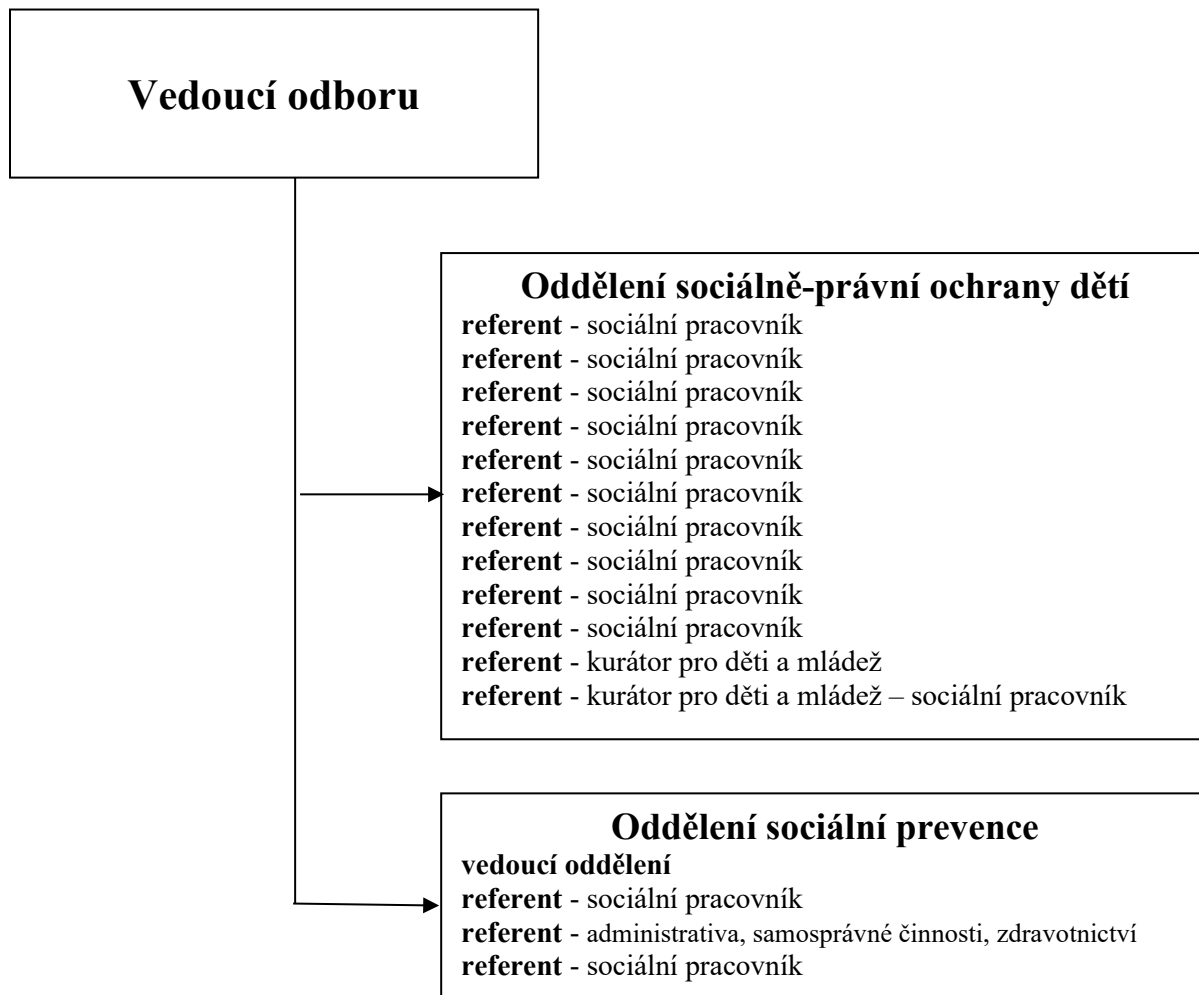 Vedoucí odboru
Oddělení sociálně-právní ochrany dětí
referent - sociální pracovník
referent - sociální pracovník
referent - sociální pracovník
referent - sociální pracovník
referent - sociální pracovník
referent - sociální pracovník
referent - sociální pracovník
referent - sociální pracovník
referent - sociální pracovník
referent - sociální pracovník
referent - kurátor pro děti a mládež
referent - kurátor pro děti a mládež – sociální pracovník
Oddělení sociální prevence
vedoucí oddělení
referent - sociální pracovník
referent - administrativa, samosprávné činnosti, zdravotnictví
referent - sociální pracovník